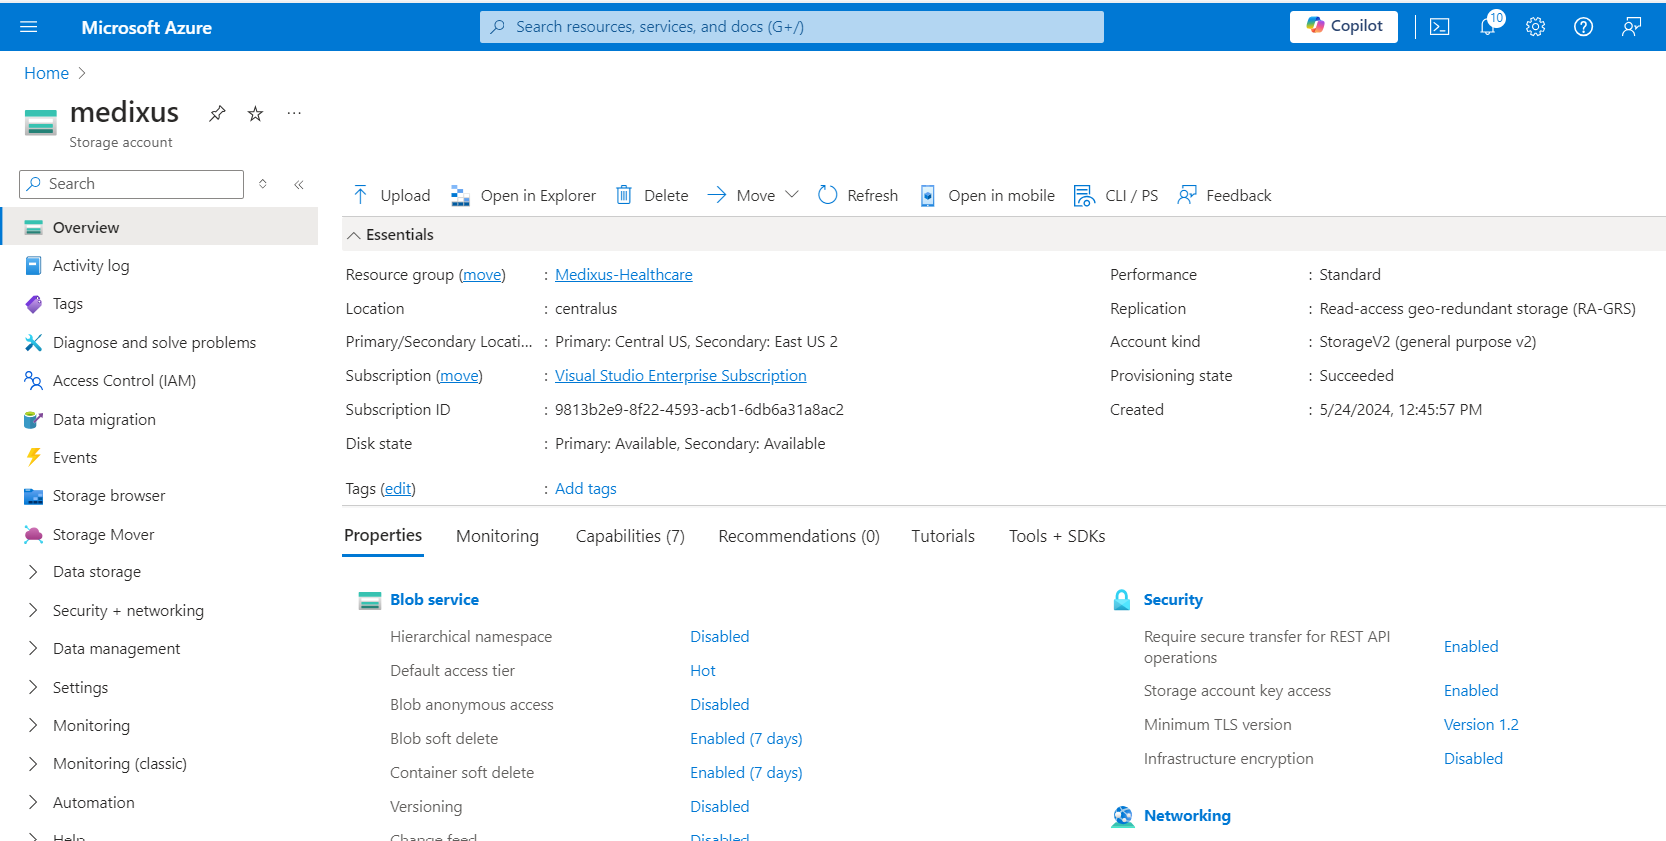 Microsoft Azure
Search resources, services, and docs (G+/)
Copilot
10
Home
medixus
Storage account
Search
Overview
Activity log
Tags
Diagnose and solve problems
Access Control (IAM)
Data migration
Events
Storage browser
Storage Mover
Data storage
Security + networking
Data management
Settings
Monitoring
Monitoring (classic)
Automation
Help
Upload Open in Explorer Delete Move Refresh Open in mobile CLI / PS Feedback
Essentials
Resource group (move) : Medixus-Healthcare
Location : centralus
Primary/Secondary Locati... : Primary: Central US, Secondary: East US 2
Subscription (move) : Visual Studio Enterprise Subscription
Subscription ID : 9813b2e9-8f22-4593-acb1-6db6a31a8ac2
Disk state : Primary: Available, Secondary: Available
Tags (edit) : Add tags
Performance : Standard
Replication : Read-access geo-redundant storage (RA-GRS)
Account kind : StorageV2 (general purpose v2)
Provisioning state : Succeeded
Created : 5/24/2024, 12:45:57 PM
Properties Monitoring Capabilities (7) Recommendations (0) Tutorials Tools + SDKs
Blob service
Hierarchical namespace Disabled
Default access tier Hot
Blob anonymous access Disabled
Blob soft delete Enabled (7 days)
Container soft delete Enabled (7 days)
Versioning Disabled
Change feed Disabled
Security
Require secure transfer for REST API
operations Enabled
Storage account key access Enabled
Minimum TLS version Version 1.2
Infrastructure encryption Disabled
Networking